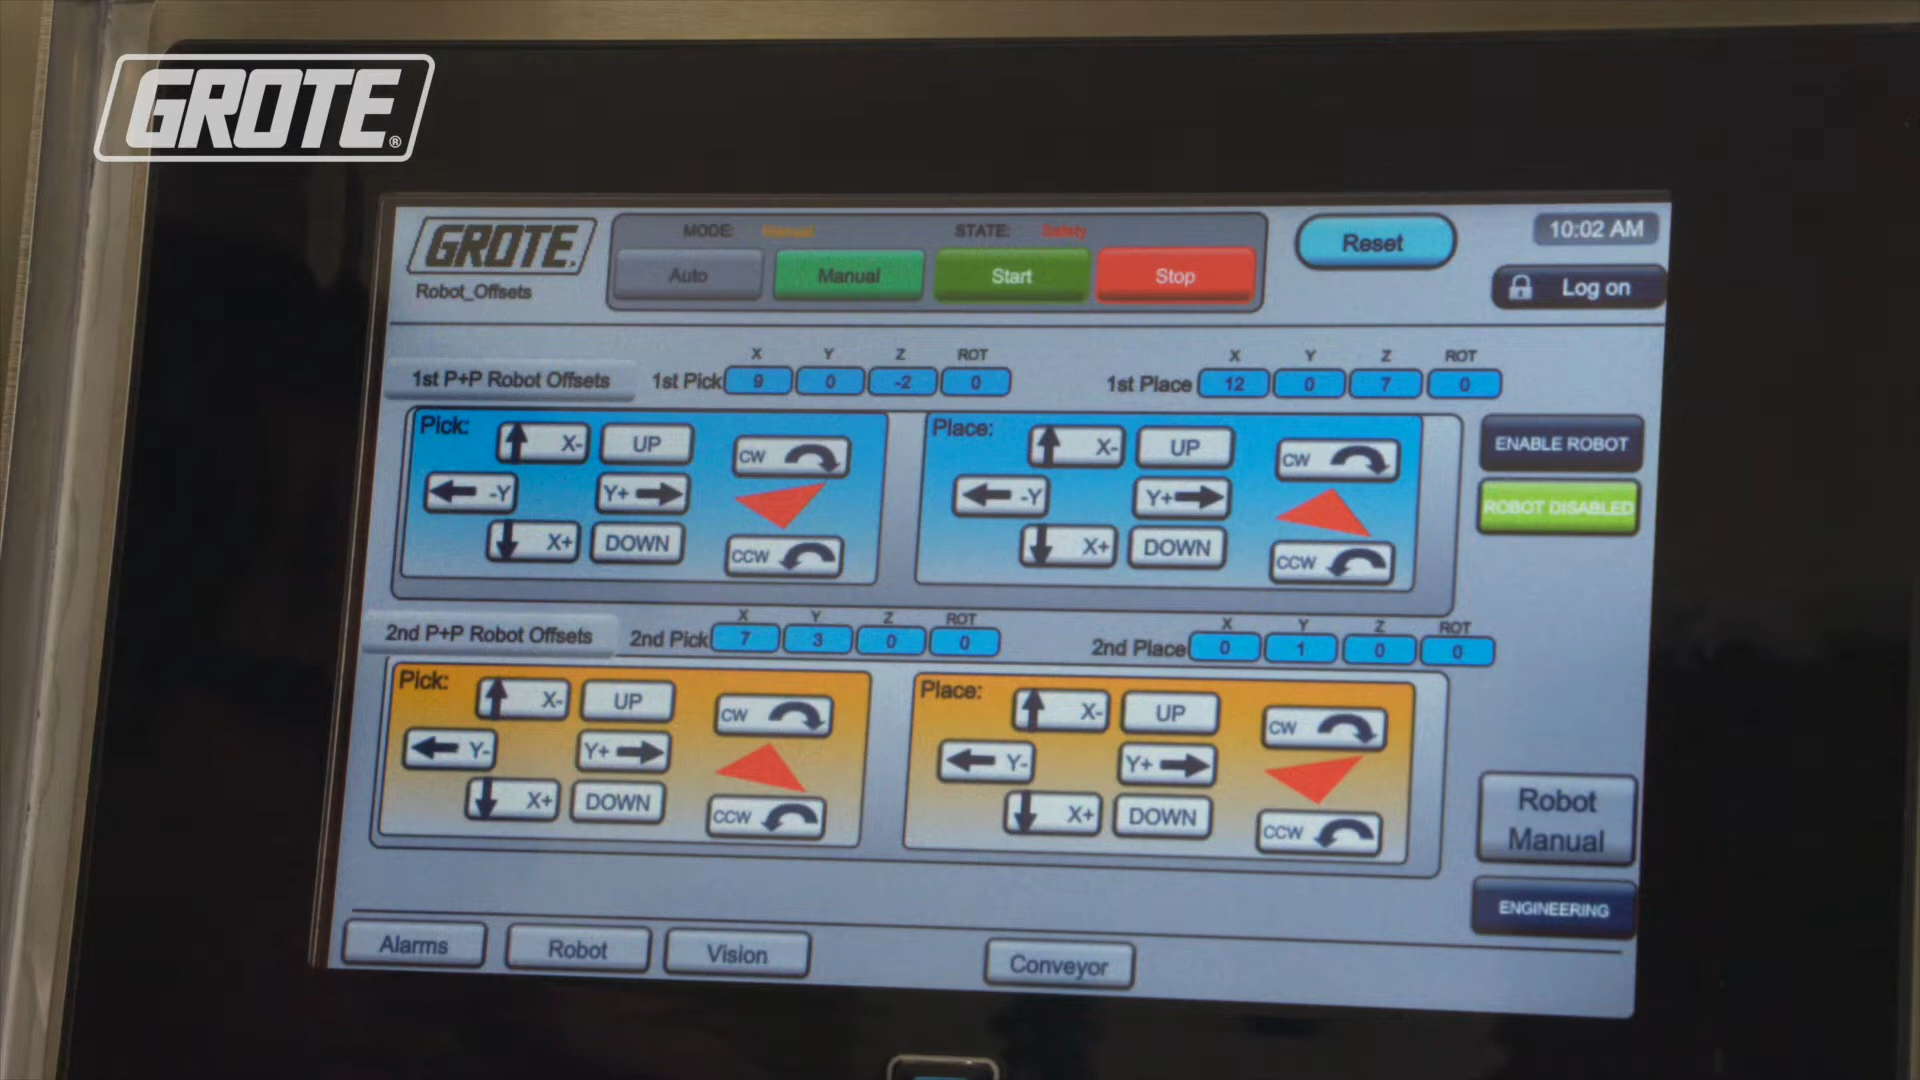 GROTE®
GROTE
Robot_Offsets
MODE: Manual STATE: Safety
Auto Manual Start Stop
Reset
10:02 AM
Log on
1st P+P Robot Offsets
X Y Z ROT
1st Pick 9 0 -2 0
X Y Z ROT
1st Place 12 0 7 0
Pick:
X- UP CW
-Y Y+
X+ DOWN CCW
Place:
X- UP CW
-Y Y+
X+ DOWN CCW
ENABLE ROBOT
ROBOT DISABLED
2nd P+P Robot Offsets
X Y Z ROT
2nd Pick 7 3 0 0
X Y Z ROT
2nd Place 0 1 0 0
Pick:
X- UP CW
Y- Y+
X+ DOWN CCW
Place:
X- UP CW
Y- Y+
X+ DOWN CCW
Robot
Manual
ENGINEERING
Alarms Robot Vision Conveyor